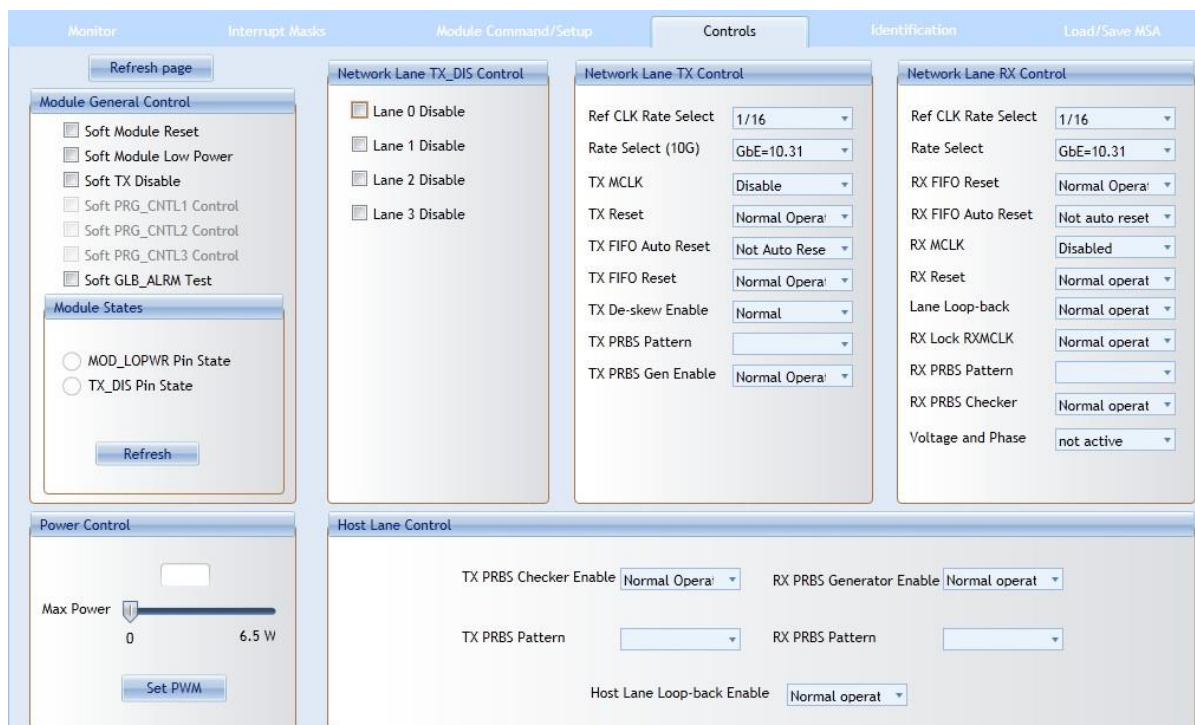 Monitor
Interrupt Masks
Module Command/Setup
Controls
Identification
Load/Save MSA
Refresh page
Module General Control
Soft Module Reset
Soft Module Low Power
Soft TX Disable
Soft PRG_CNTL1 Control
Soft PRG_CNTL2 Control
Soft PRG_CNTL3 Control
Soft GLB_ALRM Test
Module States
MOD_LOPWR Pin State
TX_DIS Pin State
Refresh
Network Lane TX_DIS Control
Lane 0 Disable
Lane 1 Disable
Lane 2 Disable
Lane 3 Disable
Network Lane TX Control
Ref CLK Rate Select 1/16
Rate Select (10G) GbE=10.31
TX MCLK Disable
TX Reset Normal Opera
TX FIFO Auto Reset Not Auto Rese
TX FIFO Reset Normal Opera
TX De-skew Enable Normal
TX PRBS Pattern
TX PRBS Gen Enable Normal Opera
Network Lane RX Control
Ref CLK Rate Select 1/16
Rate Select GbE=10.31
RX FIFO Reset Normal Opera
RX FIFO Auto Reset Not auto reset
RX MCLK Disabled
RX Reset Normal operat
Lane Loop-back Normal operat
RX Lock RXMCLK Normal operat
RX PRBS Pattern
RX PRBS Checker Normal operat
Voltage and Phase not active
Power Control
Max Power
0 6.5 W
Set PWM
Host Lane Control
TX PRBS Checker Enable Normal Opera RX PRBS Generator Enable Normal operat
TX PRBS Pattern RX PRBS Pattern
Host Lane Loop-back Enable Normal operat